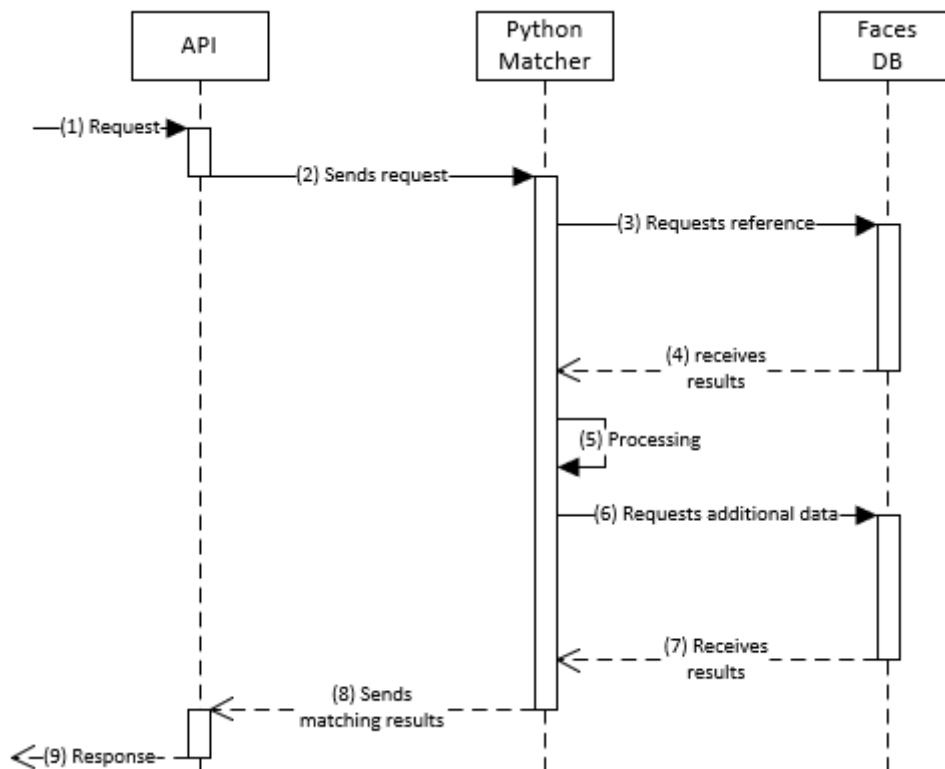 API
Python
Matcher
Faces
DB
(1) Request
(2) Sends request
(3) Requests reference
(4) receives
results
(5) Processing
(6) Requests additional data
(7) Receives
results
(8) Sends
matching results
(9) Response